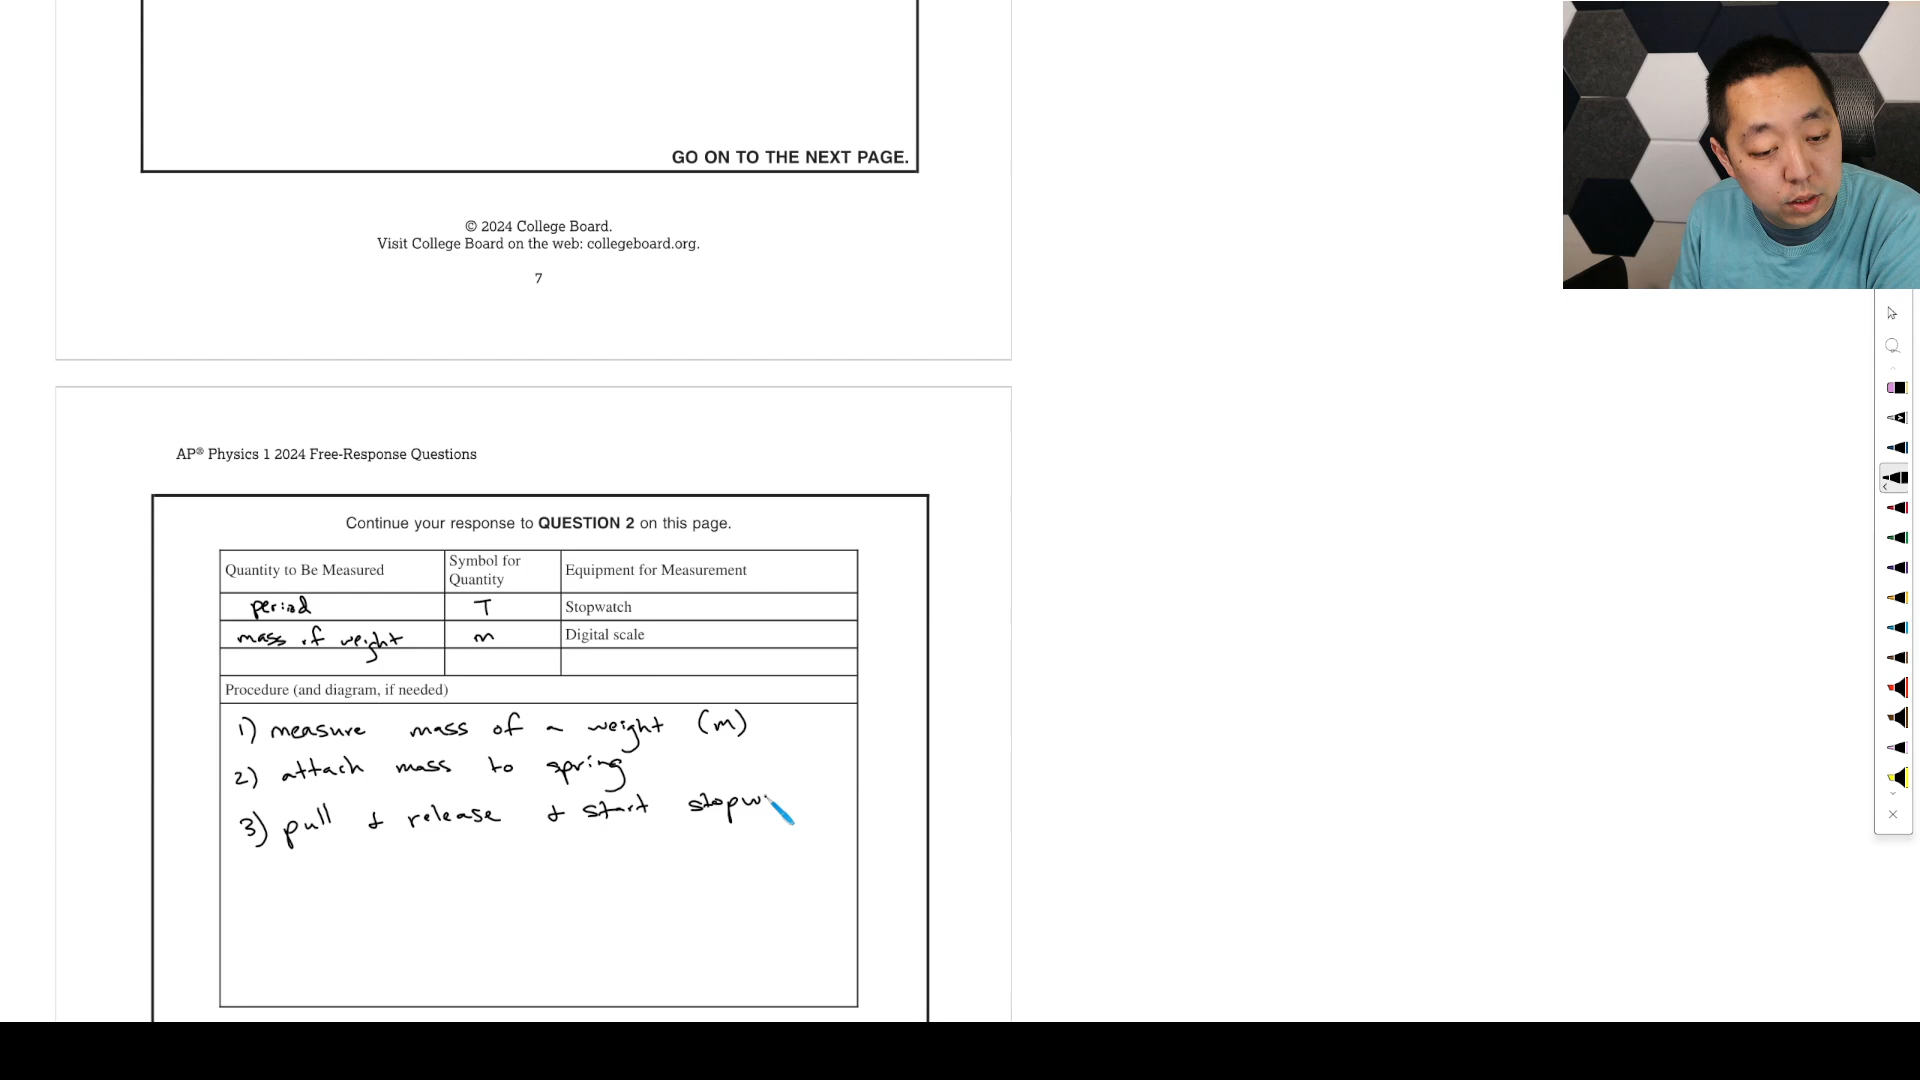 GO ON TO THE NEXT PAGE.
© 2024 College Board.
Visit College Board on the web: collegeboard.org.
7
AP® Physics 1 2024 Free-Response Questions
Continue your response to QUESTION 2 on this page.
Quantity to Be Measured
Symbol for Quantity
Equipment for Measurement
period T Stopwatch
mass of weight m Digital scale
Procedure (and diagram, if needed)
1) measure mass of a weight (m)
2) attach mass to spring
3) pull & release & start stopw